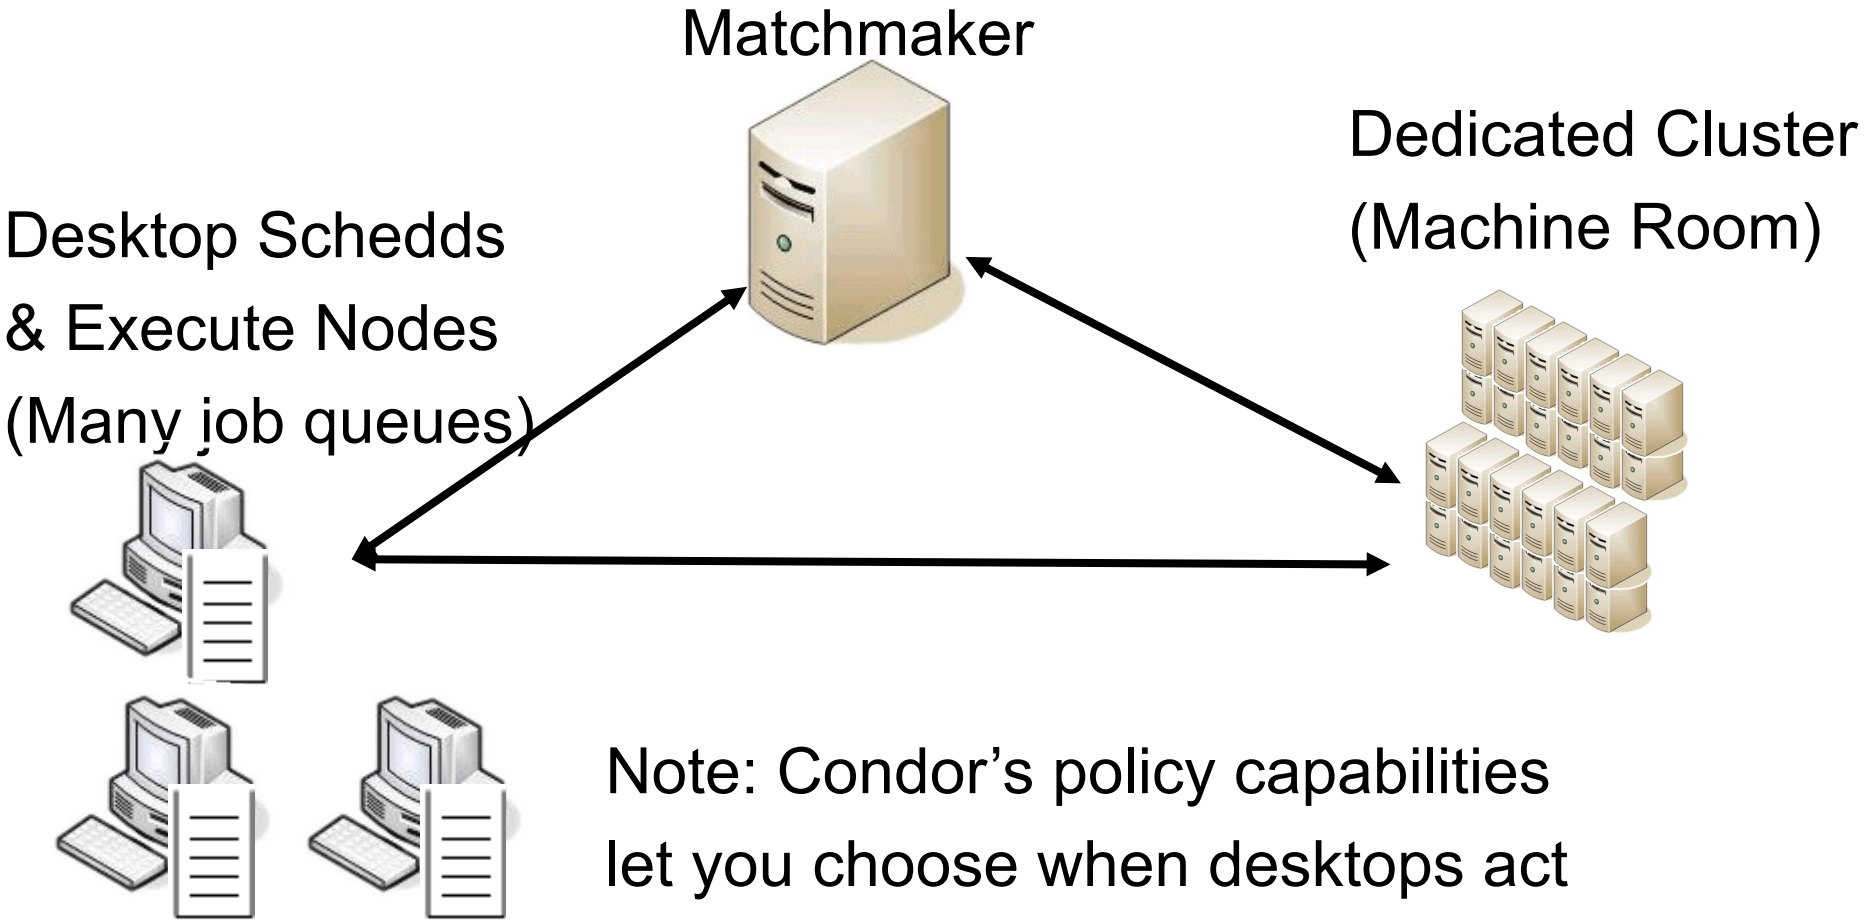 Matchmaker
Dedicated Cluster
(Machine Room)
Desktop Schedds
& Execute Nodes
(Many job queues)
Note: Condor’s policy capabilities
let you choose when desktops act